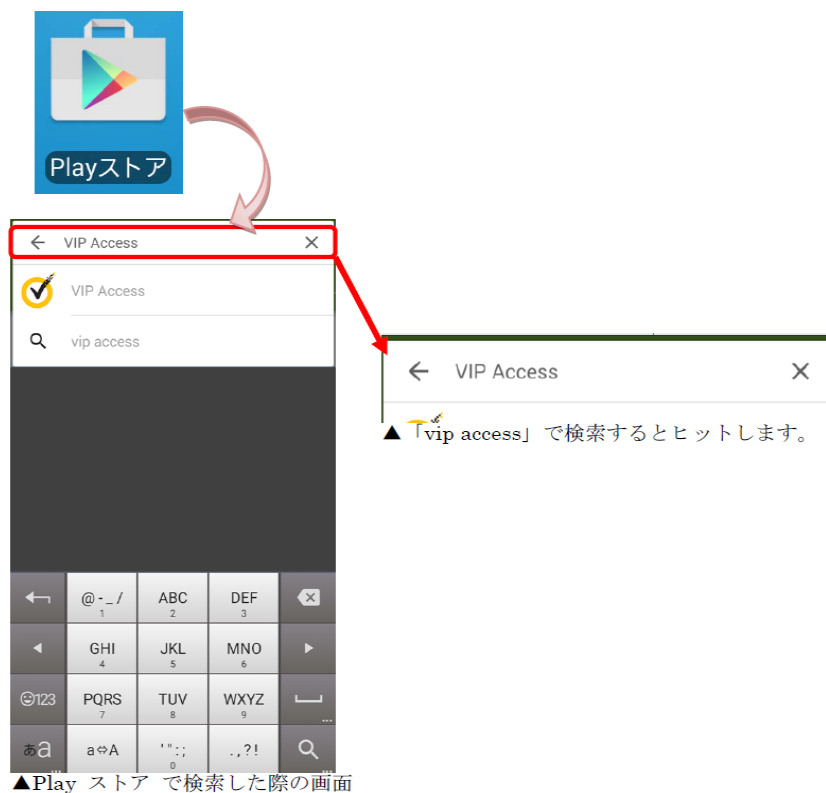 Playストア
VIP Access
VIP Access
vip access
VIP Access
▲「vip access」で検索するとヒットします。
@-_/ ABC DEF
1 2 3
GHI JKL MNO
4 5 6
☺123 PQRS TUV WXYZ
7 8 9
あa a⇔A '":; .,?!
0
▲Play ストア で検索した際の画面